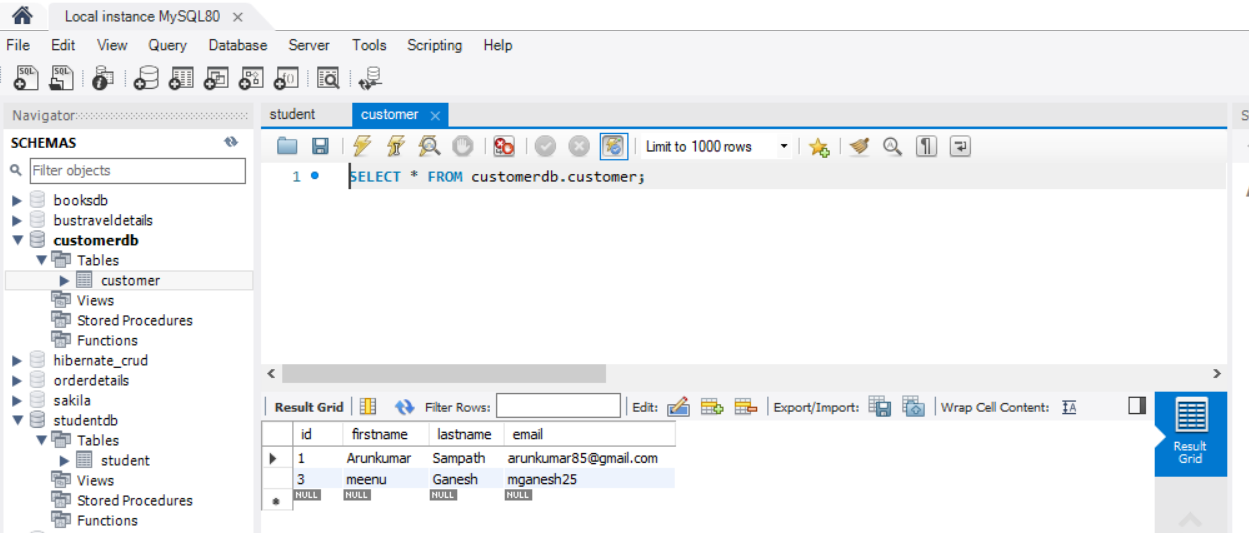 Local instance MySQL80 ×
File Edit View Query Database Server Tools Scripting Help
SQL SQL
Navigator student customer ×
SCHEMAS Limit to 1000 rows
Filter objects
1 SELECT * FROM customerdb.customer;
booksdb
bustraveldetails
customerdb
Tables
customer
Views
Stored Procedures
Functions
hibernate_crud
orderdetails
sakila
studentdb
Tables
student
Views
Stored Procedures
Functions
Result Grid Filter Rows: Edit: Export/Import: Wrap Cell Content: IA
id firstname lastname email
1 Arunkumar Sampath arunkumar85@gmail.com
3 meenu Ganesh mganesh25
NULL NULL NULL NULL
Result
Grid